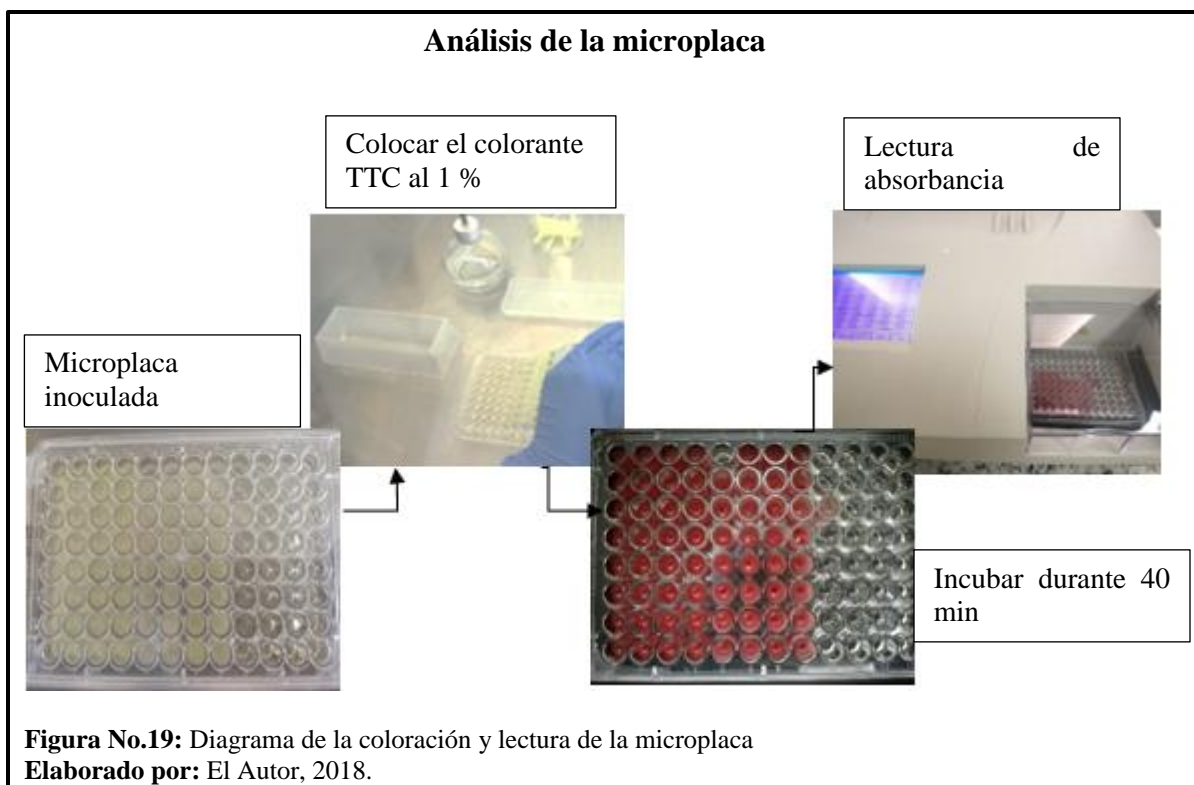 Análisis de la microplaca
Microplaca
inoculada
Colocar el colorante
TTC al 1 %
Incubar durante 40
min
Lectura de
absorbancia
Figura No.19: Diagrama de la coloración y lectura de la microplaca
Elaborado por: El Autor, 2018.